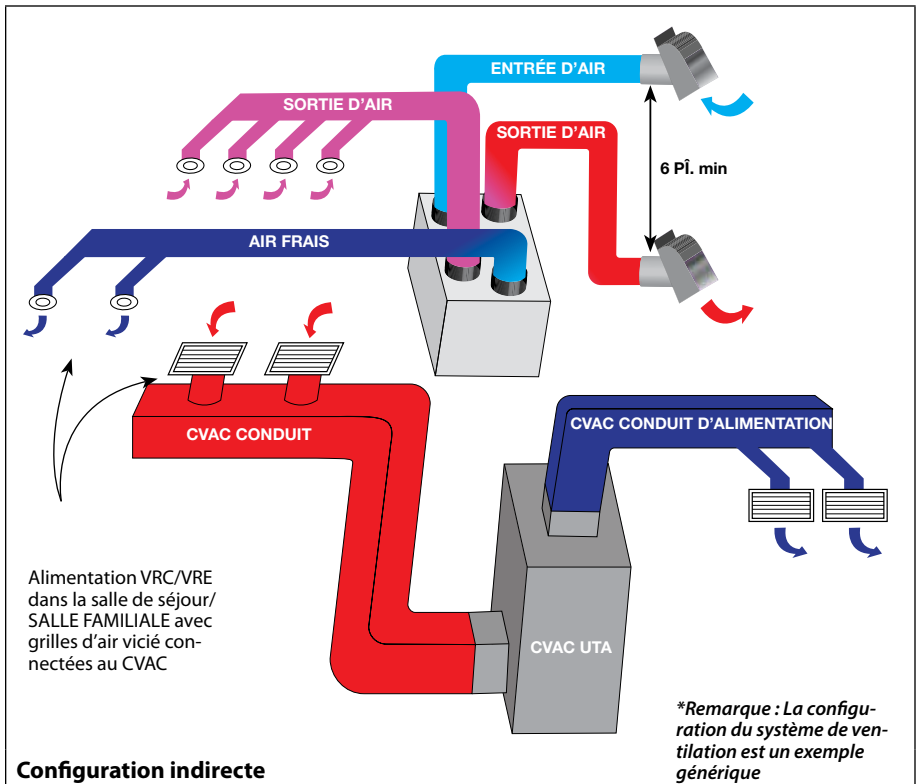 ENTRÉE D'AIR
SORTIE D'AIR
SORTIE D'AIR
6 PÎ. min
AIR FRAIS
CVAC CONDUIT
CVAC CONDUIT D'ALIMENTATION
Alimentation VRC/VRE
dans la salle de séjour/
SALLE FAMILIALE avec
grilles d'air vicié con-
nectées au CVAC
CVAC UTA
*Remarque : La configu-
ration du système de ven-
tilation est un exemple
générique
Configuration indirecte